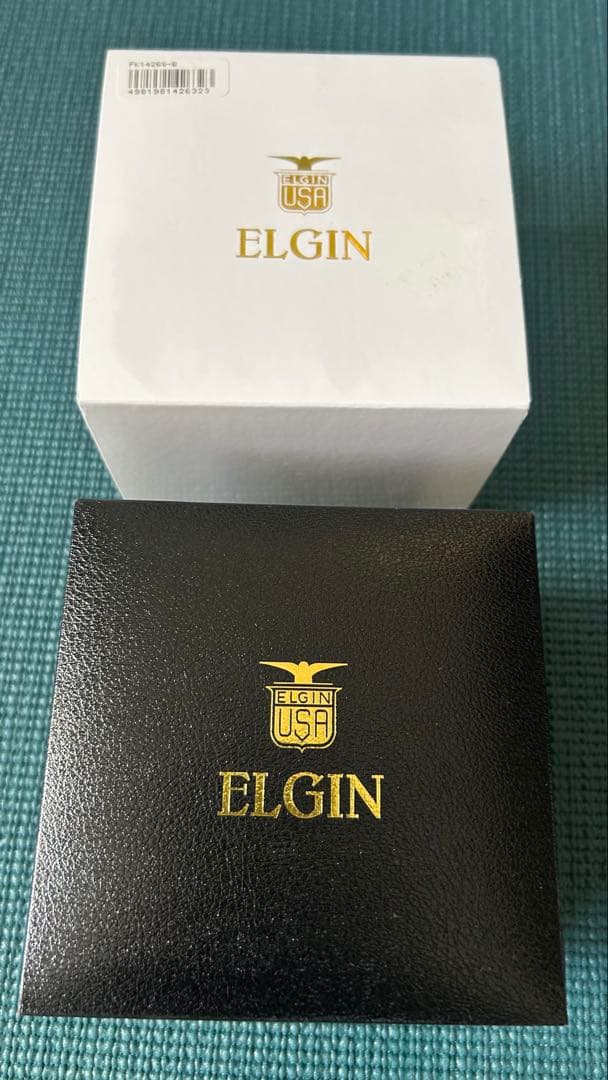 FK1426S-B
4981981426323
ELGIN
USA
ELGIN
ELGIN
USA
ELGIN